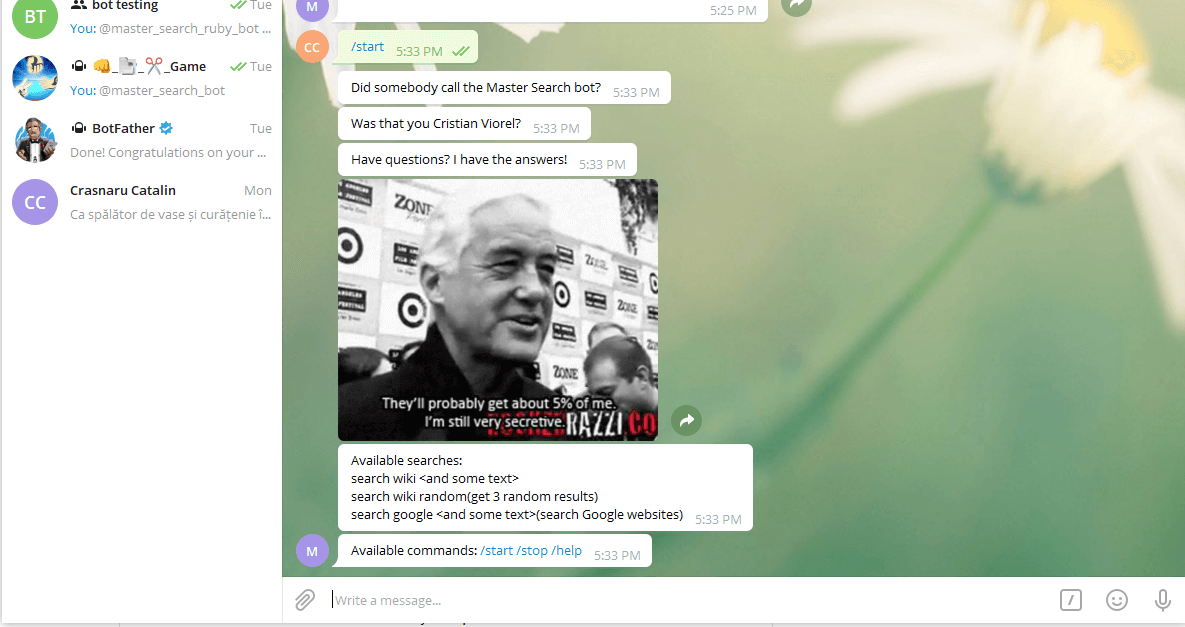 BT
bot testing
Tue
You: @master_search_ruby_bot ...
👊_📄_✂️_Game
Tue
You: @master_search_bot
BotFather
Tue
Done! Congratulations on your ...
CC
Crasnaru Catalin
Mon
Ca spălător de vase și curățenie î...
M
5:25 PM
CC
/start 5:33 PM
Did somebody call the Master Search bot? 5:33 PM
Was that you Cristian Viorel? 5:33 PM
Have questions? I have the answers! 5:33 PM
ZONE
ZONE
ZONE
ZONE
They'll probably get about 5% of me.
I'm still very secretive.
RAZZI.CO
Available searches:
search wiki <and some text>
search wiki random(get 3 random results)
search google <and some text>(search Google websites) 5:33 PM
M
Available commands: /start /stop /help 5:33 PM
Write a message...